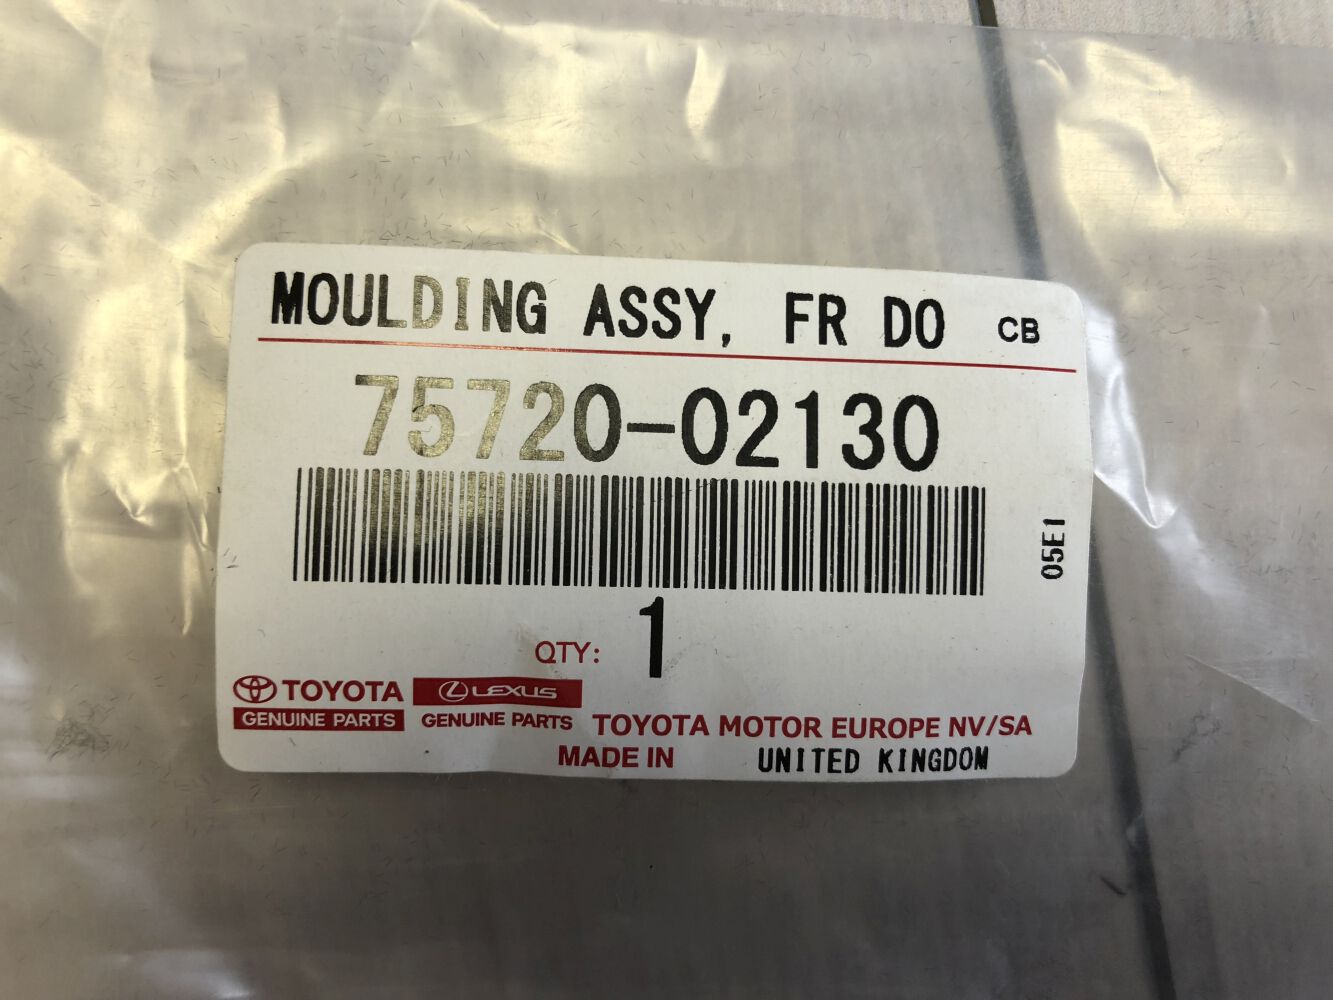 MOULDING ASSY, FR DO CB
75720-02130
05E1
QTY: 1
TOYOTA
GENUINE PARTS
LEXUS
GENUINE PARTS
TOYOTA MOTOR EUROPE NV/SA
MADE IN UNITED KINGDOM